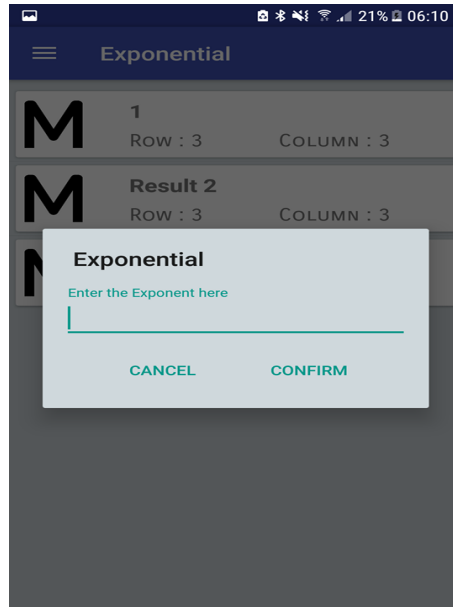 21% 06:10
Exponential
M
1
Row : 3 Column : 3
M
Result 2
Row : 3 Column : 3
Exponential
Enter the Exponent here
CANCEL CONFIRM